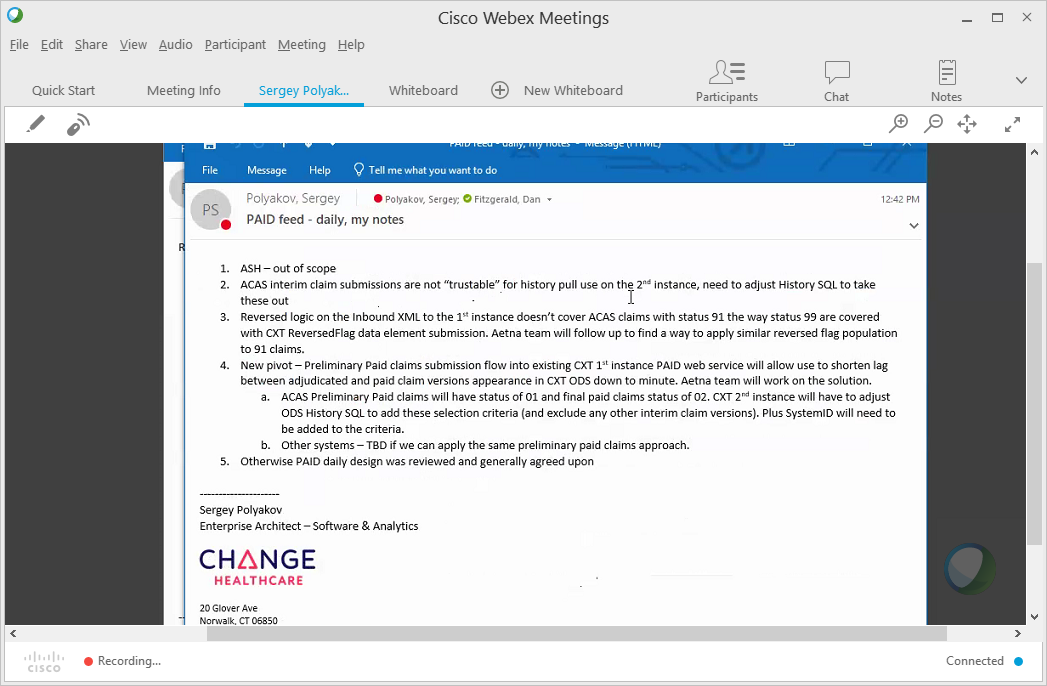 Cisco Webex Meetings
File Edit Share View Audio Participant Meeting Help
Quick Start Meeting Info Sergey Polyak... Whiteboard New Whiteboard Participants Chat Notes
PAID feed - daily, my notes - Message (HTML)
File Message Help Tell me what you want to do
PS Polyakov, Sergey Polyakov, Sergey; Fitzgerald, Dan 12:42 PM
PAID feed - daily, my notes
1. ASH – out of scope
2. ACAS interim claim submissions are not “trustable” for history pull use on the 2nd instance, need to adjust History SQL to take
these out
3. Reversed logic on the Inbound XML to the 1st instance doesn’t cover ACAS claims with status 91 the way status 99 are covered
with CXT ReversedFlag data element submission. Aetna team will follow up to find a way to apply similar reversed flag population
to 91 claims.
4. New pivot – Preliminary Paid claims submission flow into existing CXT 1st instance PAID web service will allow use to shorten lag
between adjudicated and paid claim versions appearance in CXT ODS down to minute. Aetna team will work on the solution.
a. ACAS Preliminary Paid claims will have status of 01 and final paid claims status of 02. CXT 2nd instance will have to adjust
ODS History SQL to add these selection criteria (and exclude any other interim claim versions). Plus SystemID will need to
be added to the criteria.
b. Other systems – TBD if we can apply the same preliminary paid claims approach.
5. Otherwise PAID daily design was reviewed and generally agreed upon
---------------------
Sergey Polyakov
Enterprise Architect – Software & Analytics
CHANGE
HEALTHCARE
20 Glover Ave
Norwalk, CT 06850
CISCO Recording... Connected